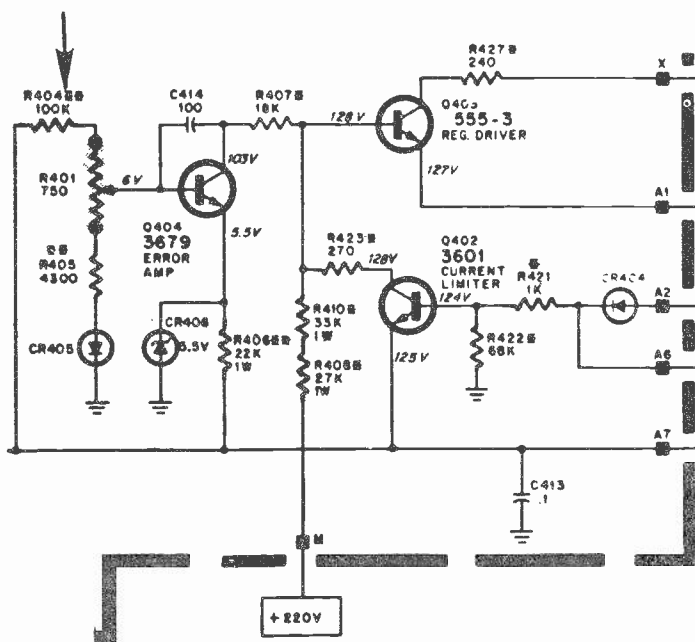 R404
100K
C414
100
R407
18K
R427
240
X
Q403
555-3
REG. DRIVER
128V
127V
103V
R401
750
6V
A1
Q404
3679
ERROR
AMP
5.5V
R405
4300
R423
270
128V
Q402
3601
CURRENT
LIMITER
124V
R421
1K
CR404
A2
CR405
CR406
5.5V
R406
22K
1W
R410
33K
1W
R408
27K
1W
125V
R422
68K
A6
A7
C413
.1
M
+220V